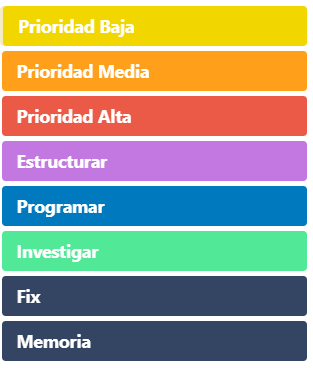 Prioridad Baja
Prioridad Media
Prioridad Alta
Estructurar
Programar
Investigar
Fix
Memoria